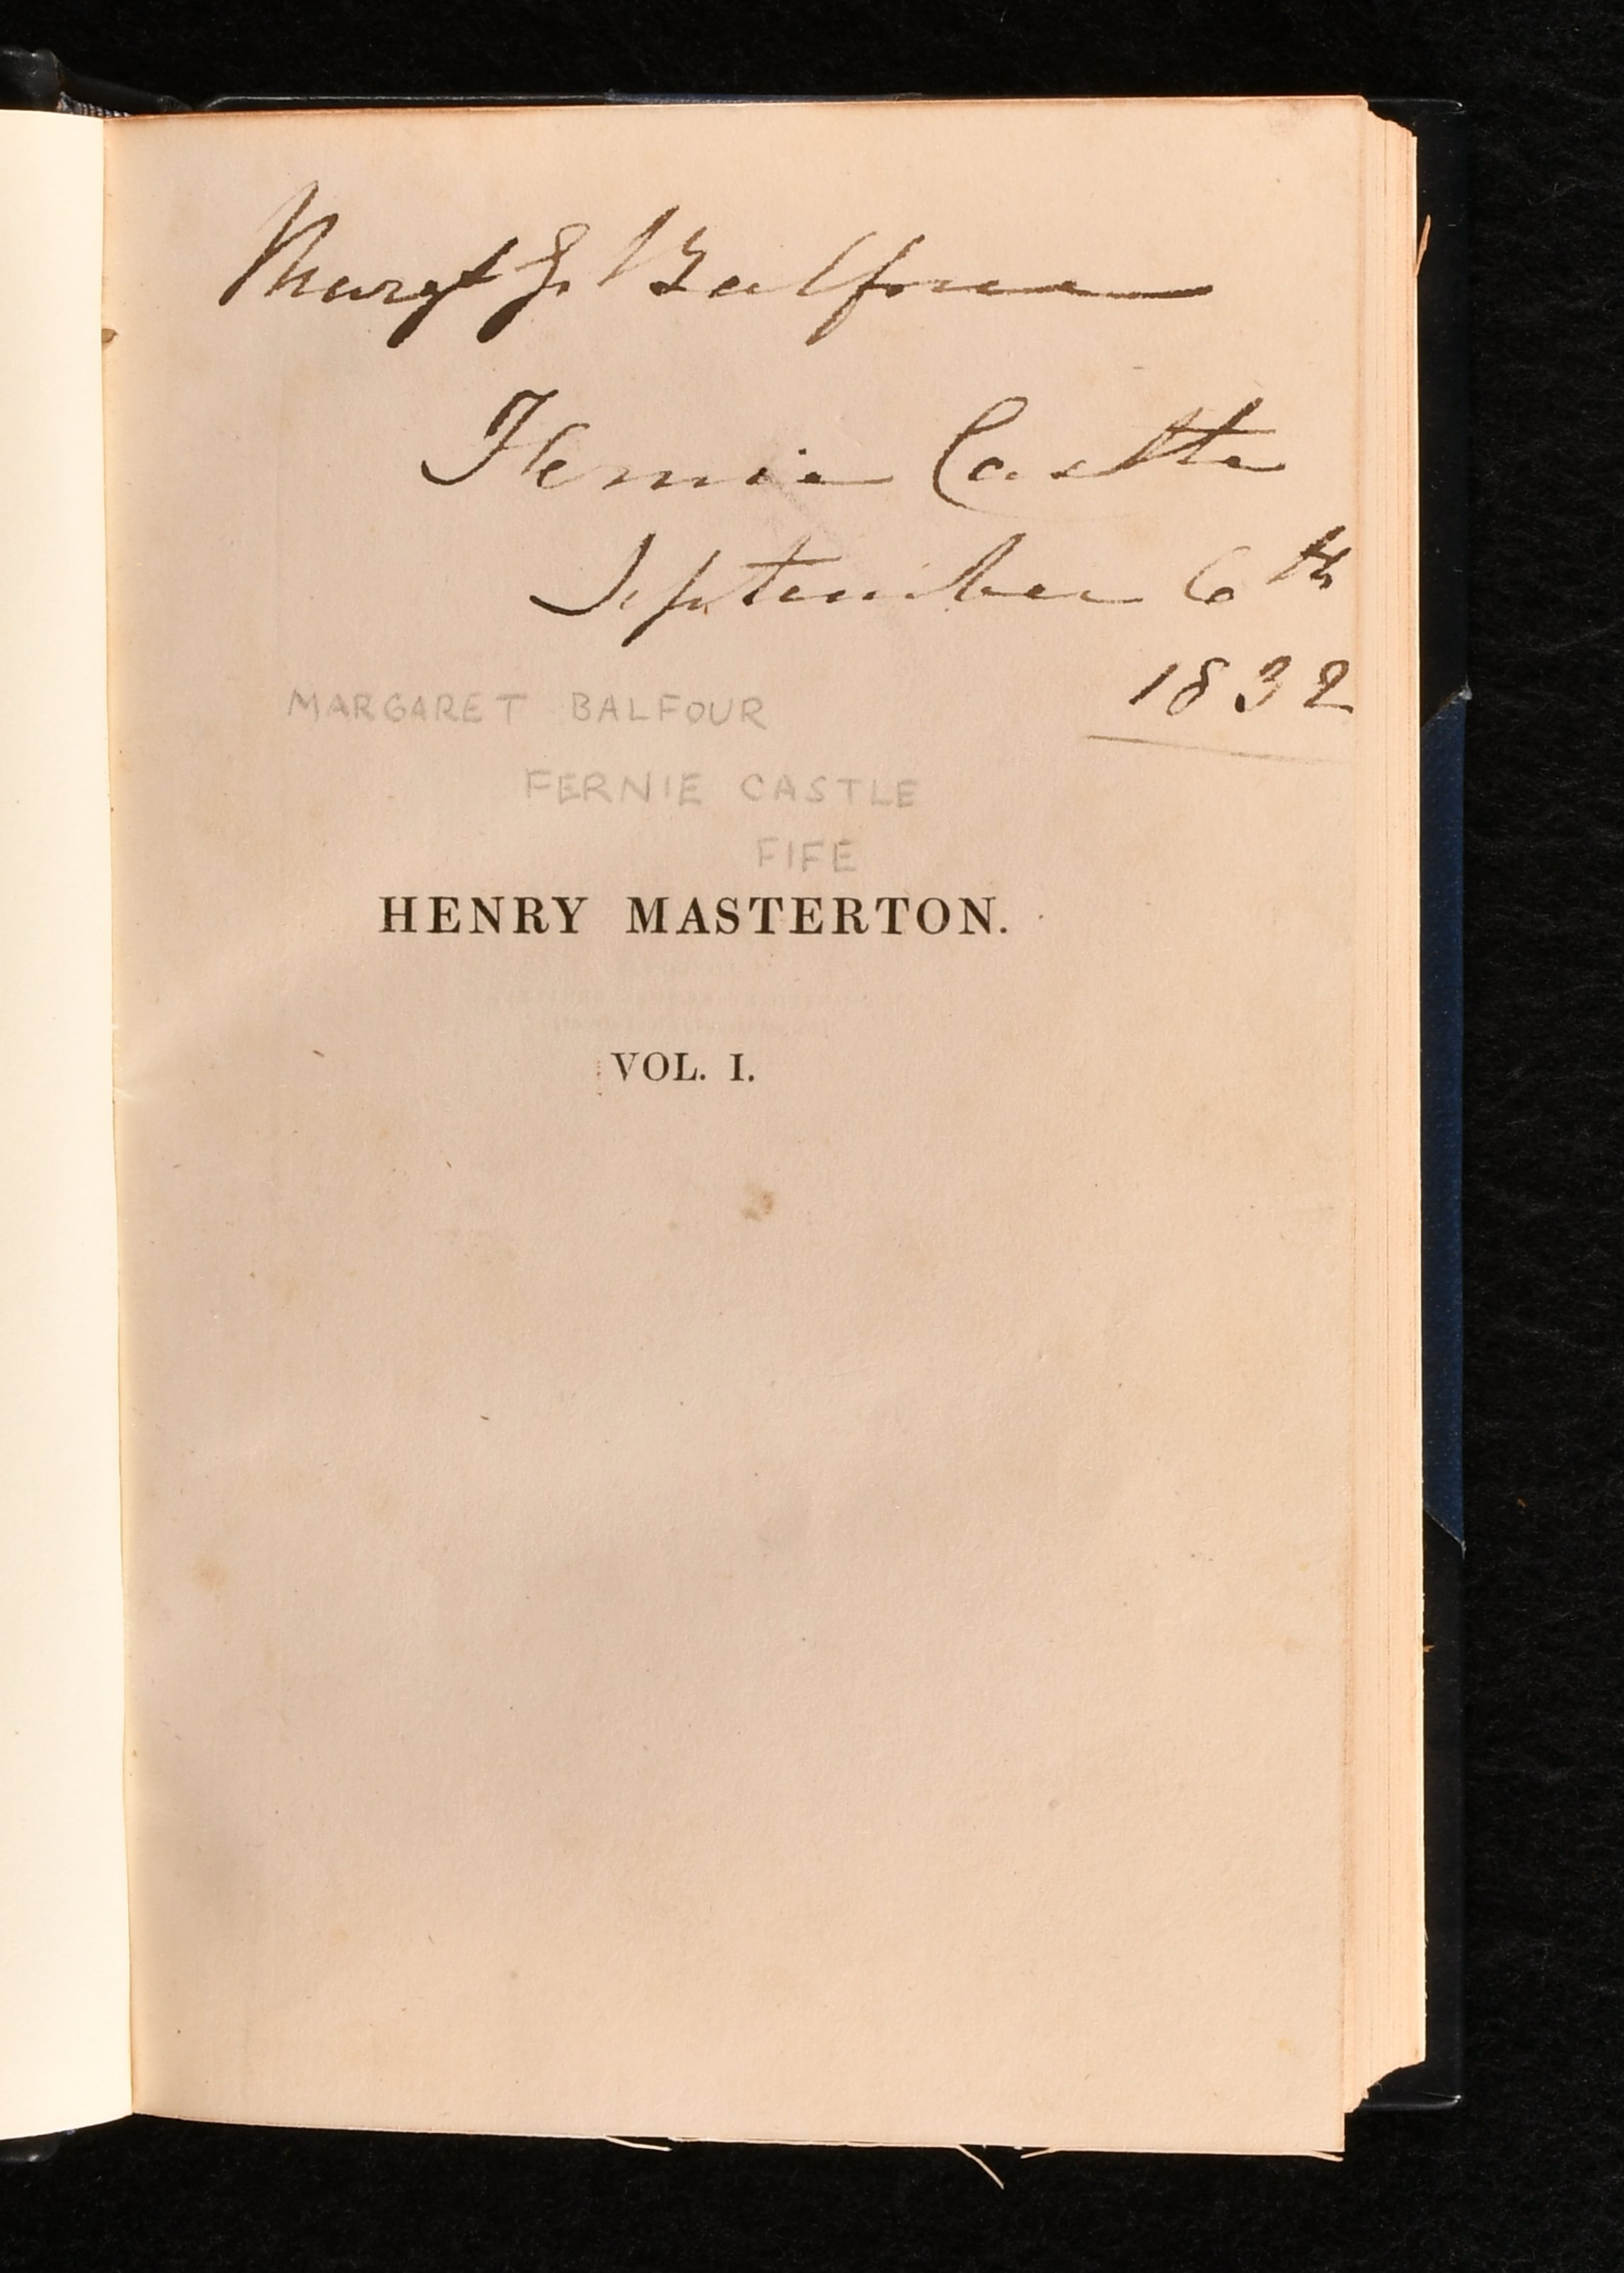 Margt G. Balfour
Fernie Castle
September 6th
1832
MARGARET BALFOUR
FERNIE CASTLE
FIFE
HENRY MASTERTON.
VOL. I.